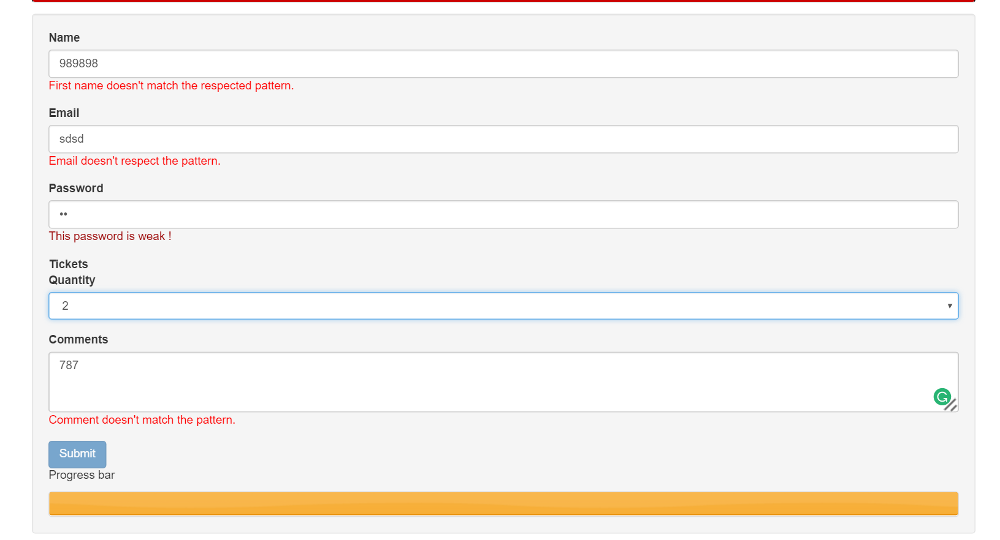 Name
989898
First name doesn't match the respected pattern.
Email
sdsd
Email doesn't respect the pattern.
Password
••
This password is weak !
Tickets
Quantity
2
Comments
787
Comment doesn't match the pattern.
Submit
Progress bar